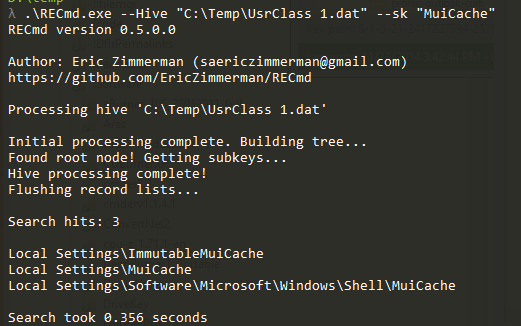 λ .\RECmd.exe --Hive "C:\Temp\UsrClass 1.dat" --sk "MuiCache"
RECmd version 0.5.0.0
Author: Eric Zimmerman (saericzimmerman@gmail.com)
https://github.com/EricZimmerman/RECmd
Processing hive 'C:\Temp\UsrClass 1.dat'
Initial processing complete. Building tree...
Found root node! Getting subkeys...
Hive processing complete!
Flushing record lists...
Search hits: 3
Local Settings\ImmutableMuiCache
Local Settings\MuiCache
Local Settings\Software\Microsoft\Windows\Shell\MuiCache
Search took 0.356 seconds